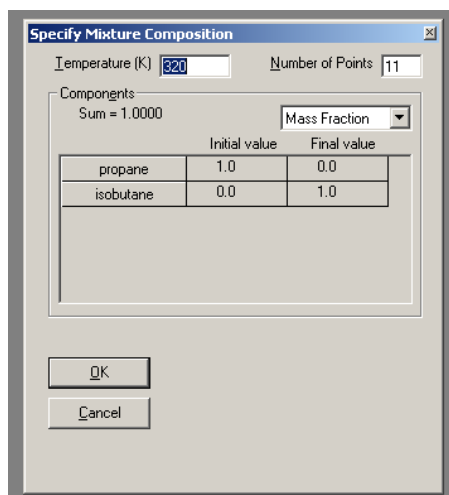 Specify Mixture Composition
Temperature (K) 320 Number of Points 11
Components
Sum = 1.0000 Mass Fraction
Initial value Final value
propane 1.0 0.0
isobutane 0.0 1.0
OK
Cancel